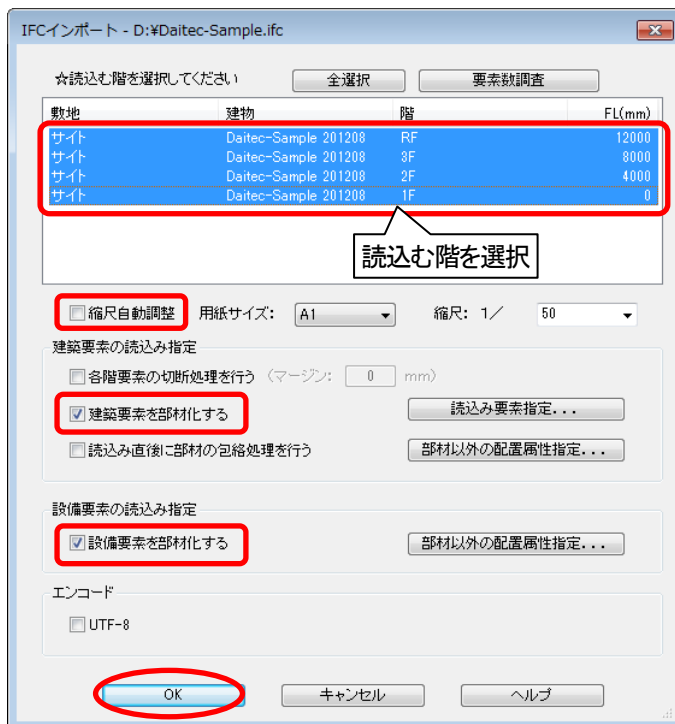 IFCインポート - D:¥Daitec-Sample.ifc
☆読込む階を選択してください 全選択 要素数調査
敷地 建物 階 FL(mm)
サイト Daitec-Sample 201208 RF 12000
サイト Daitec-Sample 201208 3F 8000
サイト Daitec-Sample 201208 2F 4000
サイト Daitec-Sample 201208 1F 0
読込む階を選択
縮尺自動調整 用紙サイズ: A1 縮尺: 1/ 50
建築要素の読込み指定
各階要素の切断処理を行う (マージン: 0 mm)
建築要素を部材化する 読込み要素指定...
読込み直後に部材の包絡処理を行う 部材以外の配置属性指定...
設備要素の読込み指定
設備要素を部材化する 部材以外の配置属性指定...
エンコード
UTF-8
OK キャンセル ヘルプ